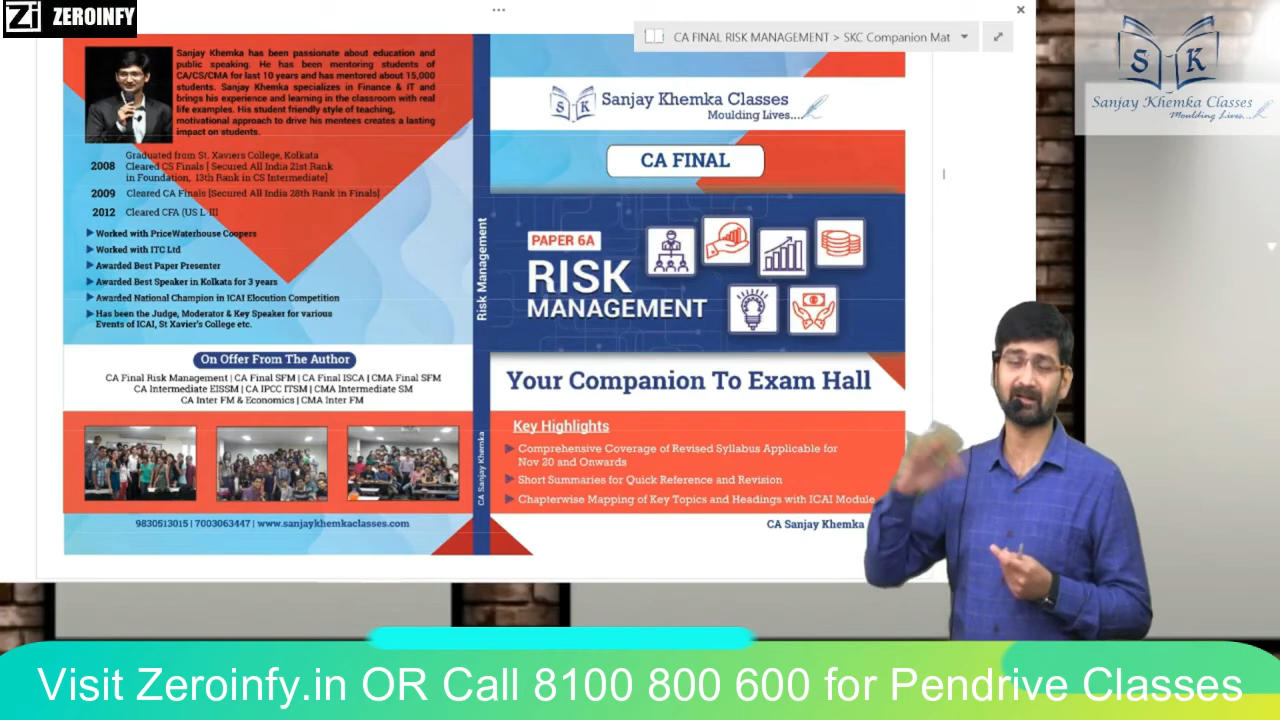 Zi ZEROINFY
CA FINAL RISK MANAGEMENT > SKC Companion Mat
S K
Sanjay Khemka Classes
Moulding Lives....
Sanjay Khemka has been passionate about education and
public speaking. He has been mentoring students of
CA/CS/CMA for last 10 years and has mentored about 15,000
students. Sanjay Khemka specializes in Finance & IT and
brings his experience and learning in the classroom with real
life examples. His student friendly style of teaching,
motivational approach to drive his mentees creates a lasting
impact on students.
2008 Graduated from St. Xaviers College, Kolkata
Cleared CS Finals [ Secured All India 21st Rank
in Foundation, 13th Rank in CS Intermediate]
2009 Cleared CA Finals [Secured All India 28th Rank in Finals]
2012 Cleared CFA (US L-III
Worked with PriceWaterhouse Coopers
Worked with ITC Ltd
Awarded Best Paper Presenter
Awarded Best Speaker in Kolkata for 3 years
Awarded National Champion in ICAI Elocution Competition
Has been the Judge, Moderator & Key Speaker for various
Events of ICAI, St Xavier's College etc.
On Offer From The Author
CA Final Risk Management | CA Final SFM | CA Final ISCA | CMA Final SFM
CA Intermediate EISSM | CA IPCC ITSM | CMA Intermediate SM
CA Inter FM & Economics | CMA Inter FM
9830513015 | 7003063447 | www.sanjaykhemkaclasses.com
Risk Management
CA Sanjay Khemka
S K
Sanjay Khemka Classes
Moulding Lives....
CA FINAL
PAPER 6A
RISK
MANAGEMENT
Your Companion To Exam Hall
Key Highlights
Comprehensive Coverage of Revised Syllabus Applicable for
Nov 20 and Onwards
Short Summaries for Quick Reference and Revision
Chapterwise Mapping of Key Topics and Headings with ICAI Module
CA Sanjay Khemka
Visit Zeroinfy.in OR Call 8100 800 600 for Pendrive Classes